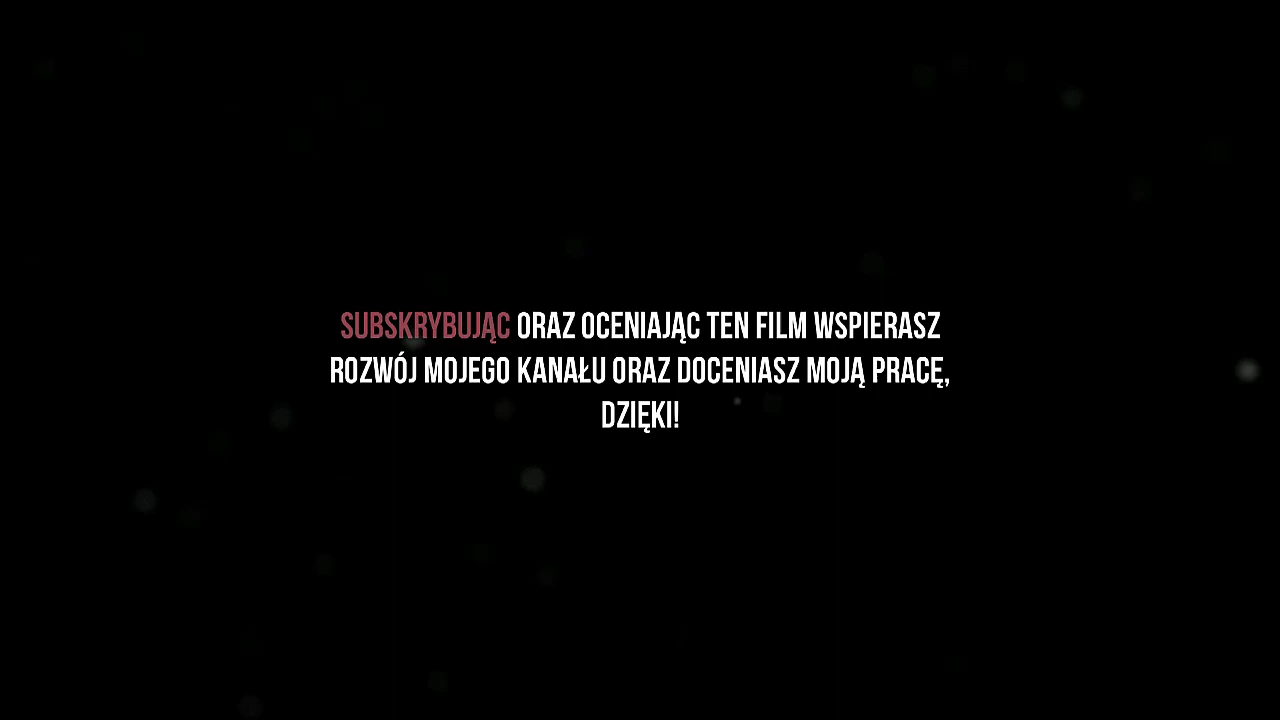 SUBSKRYBUJĄC ORAZ OCENIAJĄC TEN FILM WSPIERASZ
ROZWÓJ MOJEGO KANAŁU ORAZ DOCENIASZ MOJĄ PRACĘ,
DZIĘKI!